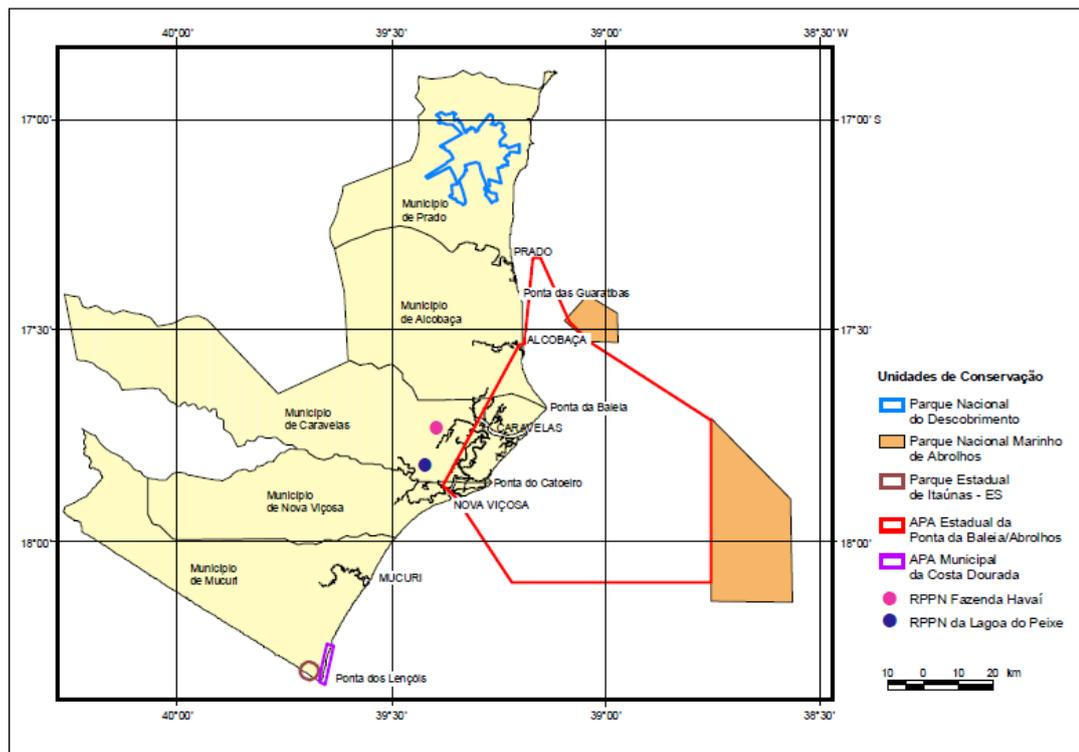 40°00'
39°30'
39°00'
38°30' W
17°00'
17°00' S
Município
de Prado
PRADO
Ponta das Guaratibas
Município
de Alcobaça
17°30'
17°30'
ALCOBAÇA
Unidades de Conservação
Parque Nacional
do Descobrimento
Parque Nacional Marinho
de Abrolhos
Parque Estadual
de Itaúnas - ES
APA Estadual da
Ponta da Baleia/Abrolhos
APA Municipal
da Costa Dourada
RPPN Fazenda Havaí
RPPN da Lagoa do Peixe
10 0 10 20 km
Ponta da Baleia
Município
de Caravelas
CARAVELAS
Ponta do Catoeiro
Município
de Nova Viçosa
NOVA VIÇOSA
18°00'
18°00'
Município
de Mucuri
MUCURI
Ponta dos Lençóis
40°00'
39°30'
39°00'
38°30'